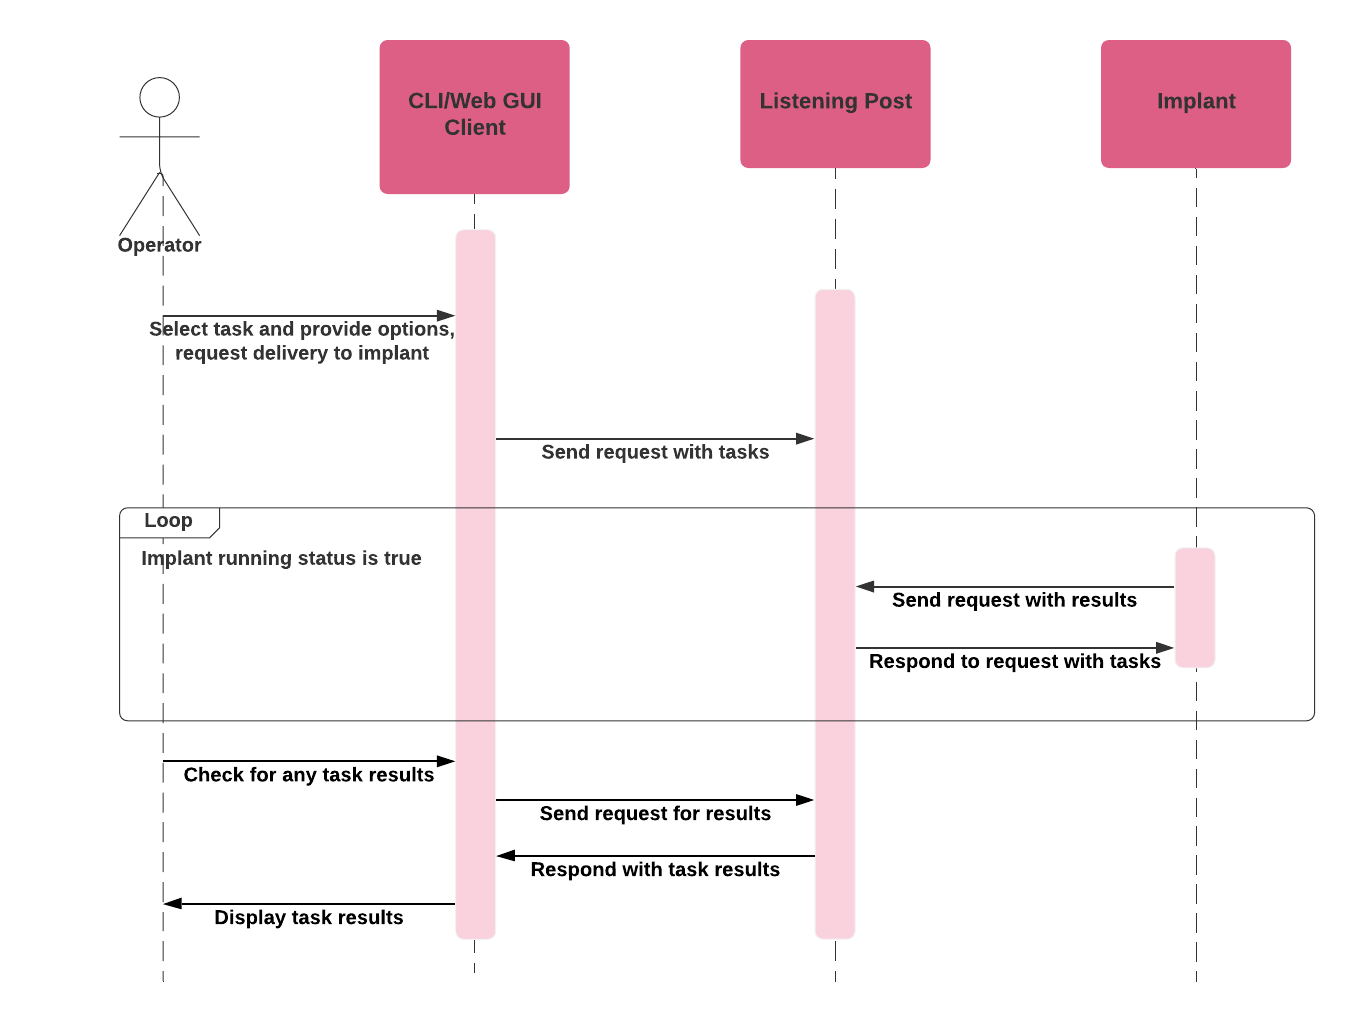 CLI/Web GUI
Client
Listening Post
Implant
Operator
Select task and provide options,
request delivery to implant
Send request with tasks
Loop
Implant running status is true
Send request with results
Respond to request with tasks
Check for any task results
Send request for results
Respond with task results
Display task results